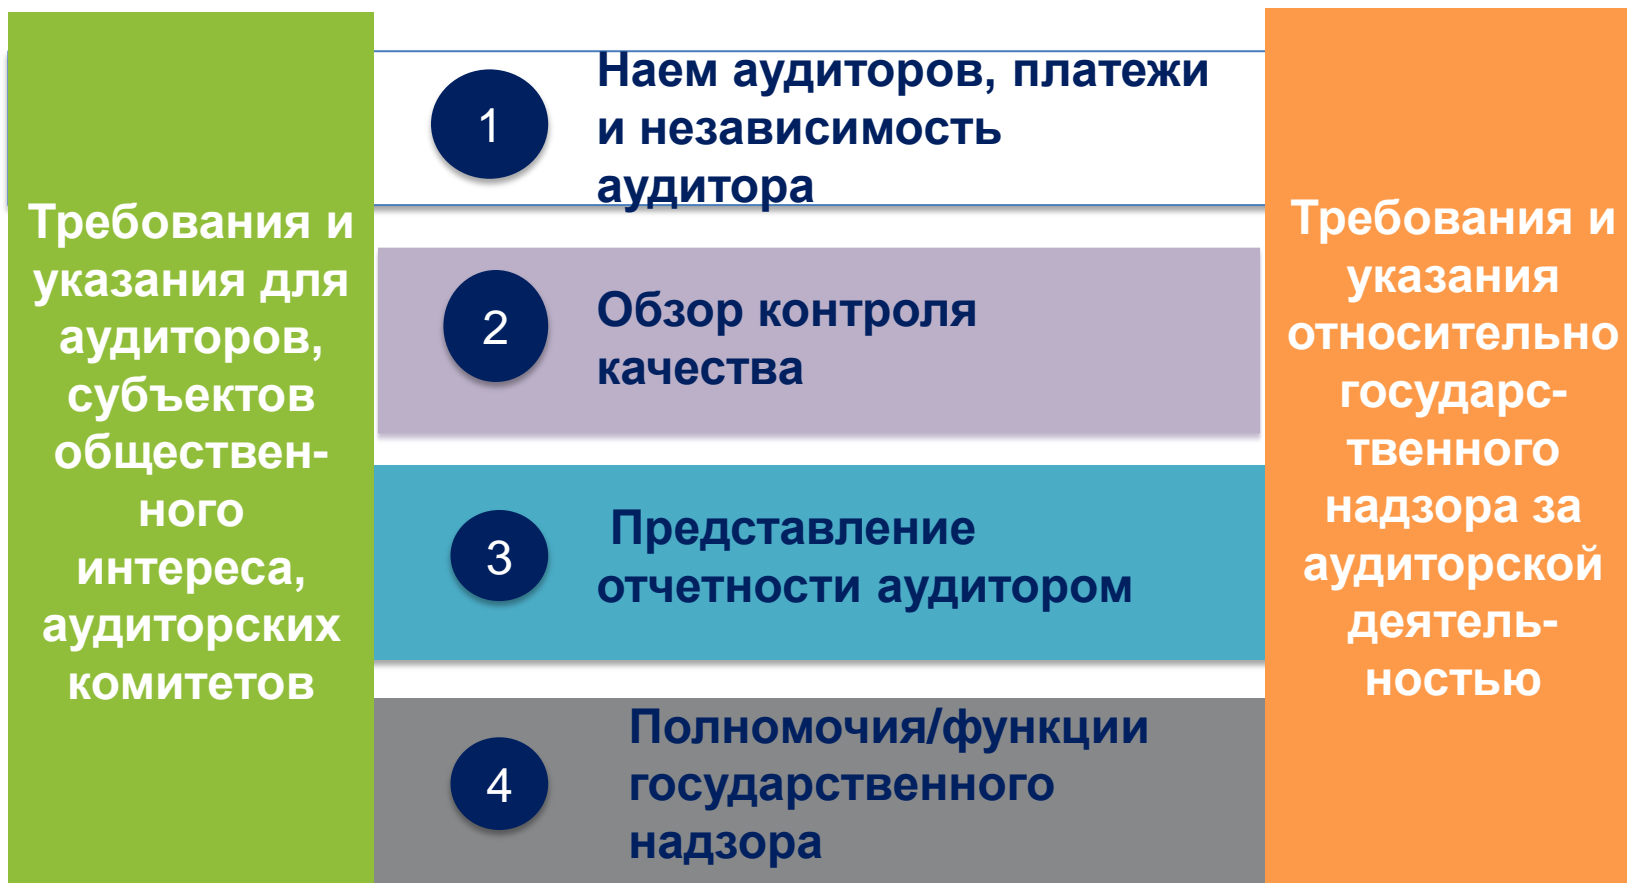 Требования и
указания для
аудиторов,
субъектов
обществен-
ного
интереса,
аудиторских
комитетов
1
Наем аудиторов, платежи
и независимость
аудитора
2
Обзор контроля
качества
3
Представление
отчетности аудитором
4
Полномочия/функции
государственного
надзора
Требования и
указания
относительно
государс-
твенного
надзора за
аудиторской
деятель-
ностью